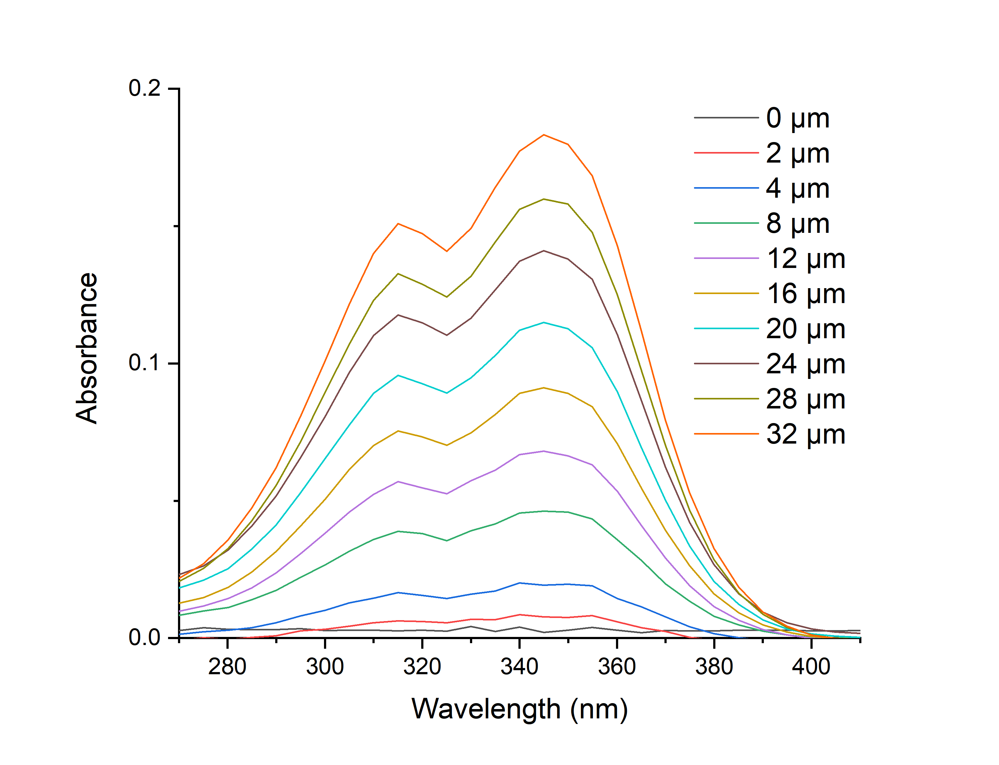 0.2
0.1
0.0
Absorbance
280 300 320 340 360 380 400
Wavelength (nm)
0 µm
2 µm
4 µm
8 µm
12 µm
16 µm
20 µm
24 µm
28 µm
32 µm